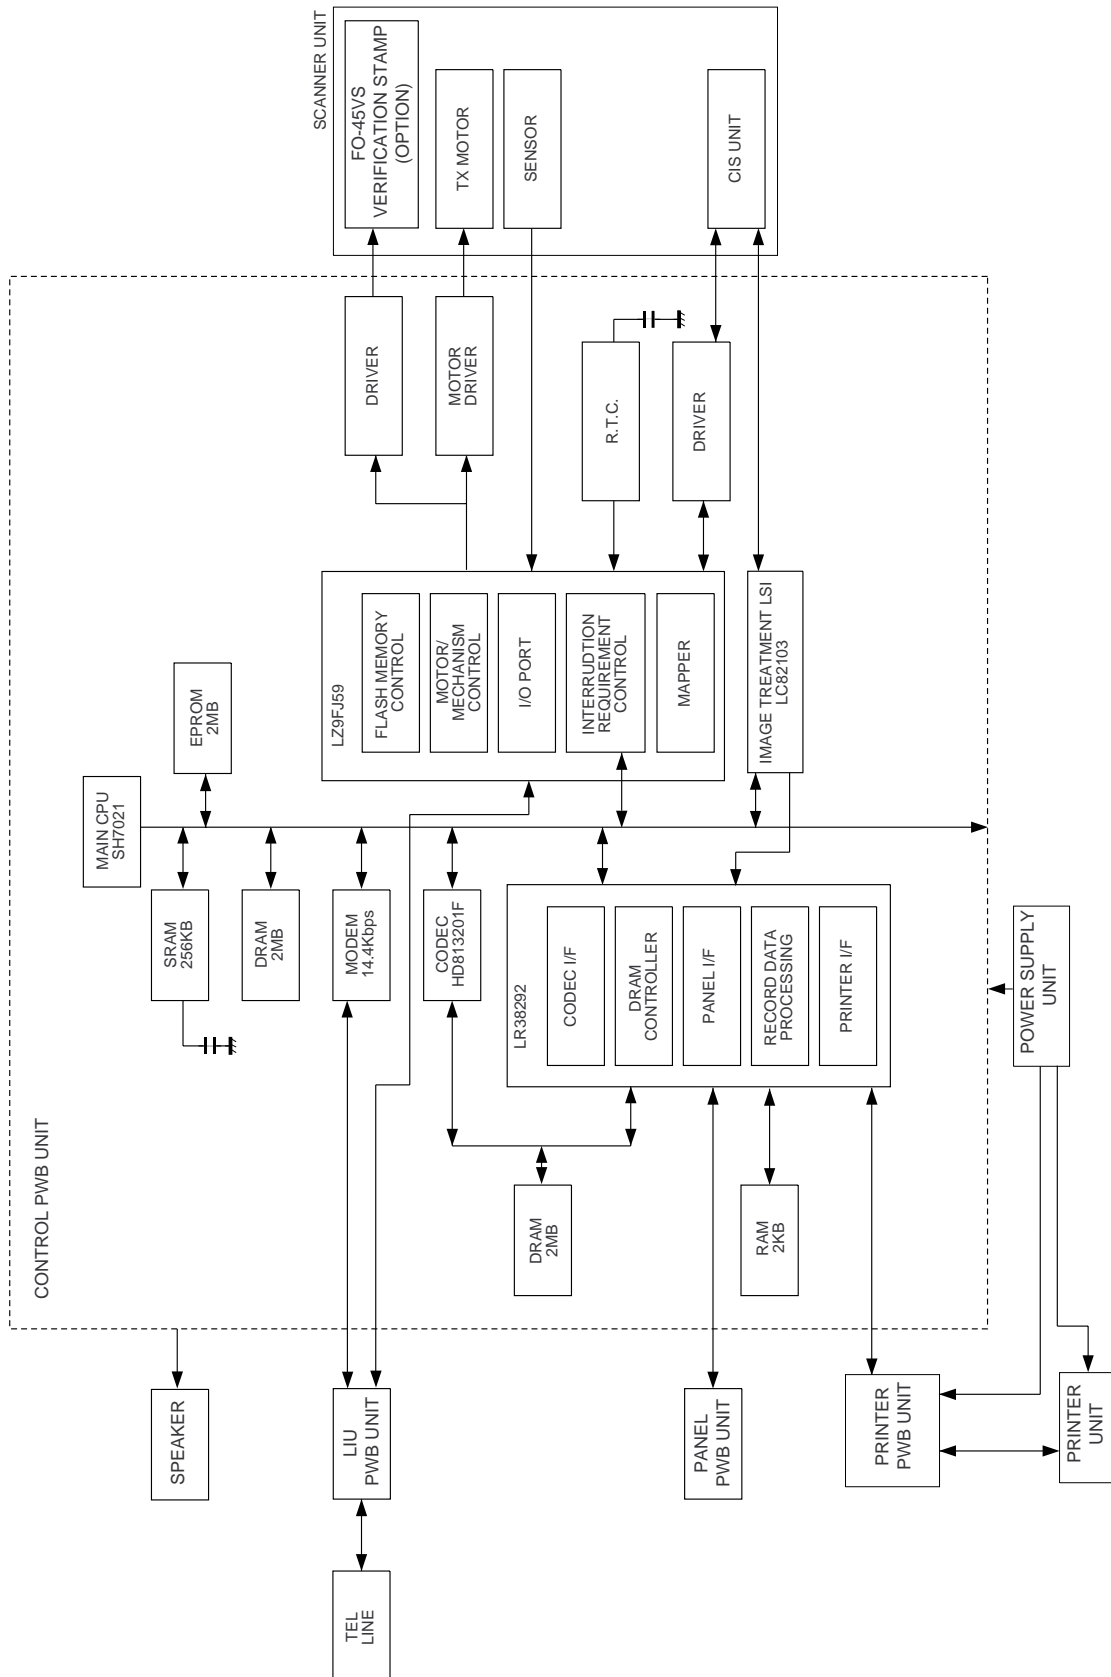 CONTROL PWB UNIT
SPEAKER
TEL
LINE
LIU
PWB UNIT
PANEL
PWB UNIT
PRINTER
PWB UNIT
PRINTER
UNIT
POWER SUPPLY
UNIT
MAIN CPU
SH7021
EPROM
2MB
SRAM
256KB
DRAM
2MB
MODEM
14.4Kbps
CODEC
HD813201F
DRAM
2MB
RAM
2KB
LR38292
CODEC I/F
DRAM
CONTROLLER
PANEL I/F
RECORD DATA
PROCESSING
PRINTER I/F
LZ9FJ59
FLASH MEMORY
CONTROL
MOTOR/
MECHANISM
CONTROL
I/O PORT
INTERRUDTION
REQUIREMENT
CONTROL
MAPPER
IMAGE TREATMENT LSI
LC82103
DRIVER
MOTOR
DRIVER
R.T.C.
DRIVER
SCANNER UNIT
FO-45VS
VERIFICATION STAMP
(OPTION)
TX MOTOR
SENSOR
CIS UNIT